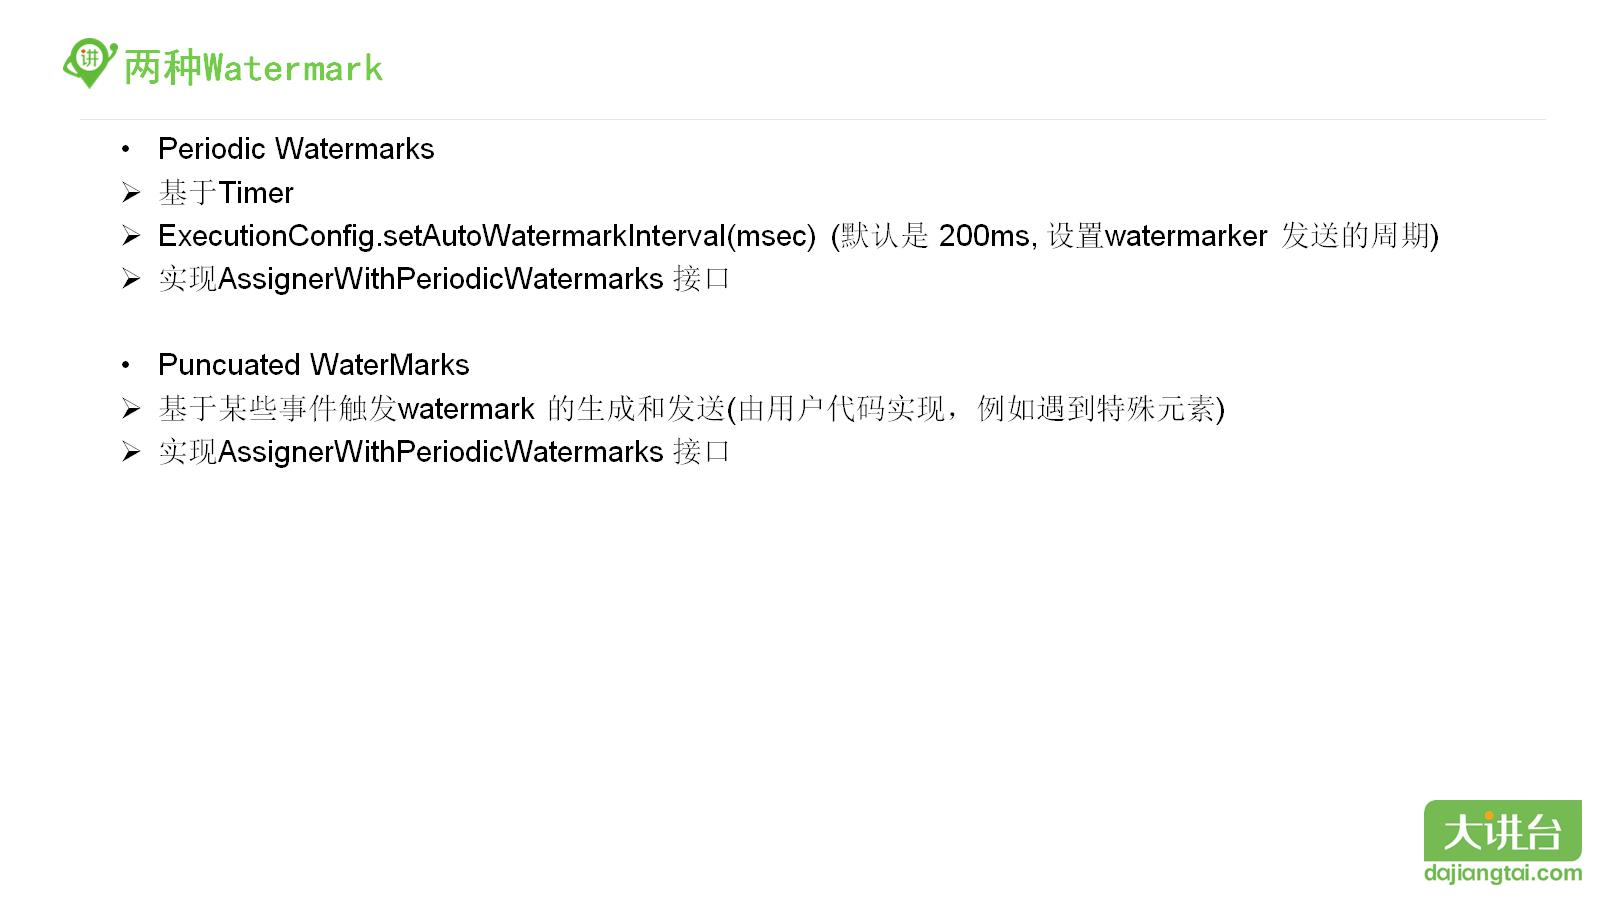 讲
两种Watermark
• Periodic Watermarks
➢ 基于Timer
➢ ExecutionConfig.setAutoWatermarkInterval(msec) (默认是 200ms, 设置watermarker 发送的周期)
➢ 实现AssignerWithPeriodicWatermarks 接口
• Puncuated WaterMarks
➢ 基于某些事件触发watermark 的生成和发送(由用户代码实现，例如遇到特殊元素)
➢ 实现AssignerWithPeriodicWatermarks 接口
大讲台
dajiangtai.com